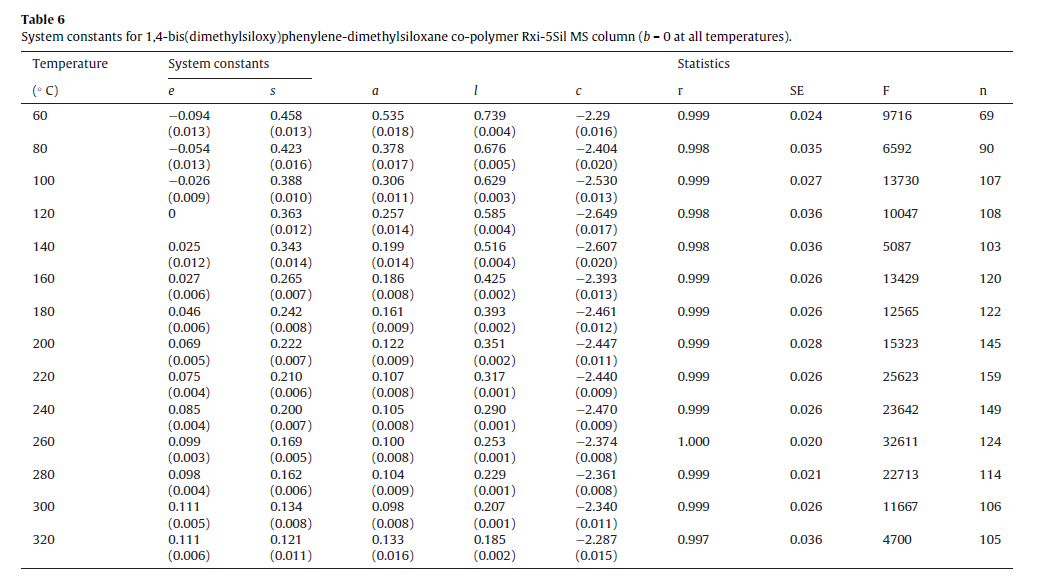 Table 6
System constants for 1,4-bis(dimethylsiloxy)phenylene-dimethylsiloxane co-polymer Rxi-5Sil MS column (b = 0 at all temperatures).
Temperature System constants Statistics
(° C) e s a l c r SE F n
60 −0.094 0.458 0.535 0.739 −2.29 0.999 0.024 9716 69
(0.013) (0.013) (0.018) (0.004) (0.016)
80 −0.054 0.423 0.378 0.676 −2.404 0.998 0.035 6592 90
(0.013) (0.016) (0.017) (0.005) (0.020)
100 −0.026 0.388 0.306 0.629 −2.530 0.999 0.027 13730 107
(0.009) (0.010) (0.011) (0.003) (0.013)
120 0 0.363 0.257 0.585 −2.649 0.998 0.036 10047 108
(0.012) (0.014) (0.004) (0.017)
140 0.025 0.343 0.199 0.516 −2.607 0.998 0.036 5087 103
(0.012) (0.014) (0.014) (0.004) (0.020)
160 0.027 0.265 0.186 0.425 −2.393 0.999 0.026 13429 120
(0.006) (0.007) (0.008) (0.002) (0.013)
180 0.046 0.242 0.161 0.393 −2.461 0.999 0.026 12565 122
(0.006) (0.008) (0.009) (0.002) (0.012)
200 0.069 0.222 0.122 0.351 −2.447 0.999 0.028 15323 145
(0.005) (0.007) (0.009) (0.002) (0.011)
220 0.075 0.210 0.107 0.317 −2.440 0.999 0.026 25623 159
(0.004) (0.006) (0.008) (0.001) (0.009)
240 0.085 0.200 0.105 0.290 −2.470 0.999 0.026 23642 149
(0.004) (0.007) (0.008) (0.001) (0.009)
260 0.099 0.169 0.100 0.253 −2.374 1.000 0.020 32611 124
(0.003) (0.005) (0.008) (0.001) (0.008)
280 0.098 0.162 0.104 0.229 −2.361 0.999 0.021 22713 114
(0.004) (0.006) (0.009) (0.001) (0.008)
300 0.111 0.134 0.098 0.207 −2.340 0.999 0.026 11667 106
(0.005) (0.008) (0.008) (0.001) (0.011)
320 0.111 0.121 0.133 0.185 −2.287 0.997 0.036 4700 105
(0.006) (0.011) (0.016) (0.002) (0.015)